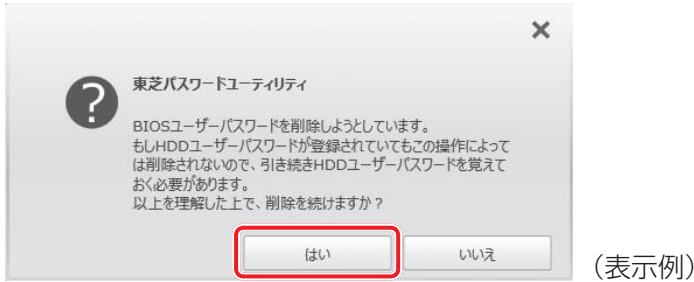 東芝パスワードユーティリティ
BIOSユーザーパスワードを削除しようとしています。
もしHDDユーザーパスワードが登録されていてもこの操作によって
は削除されないので、引き続きHDDユーザーパスワードを覚えて
おく必要があります。
以上を理解した上で、削除を続けますか？
はい
いいえ
（表示例）